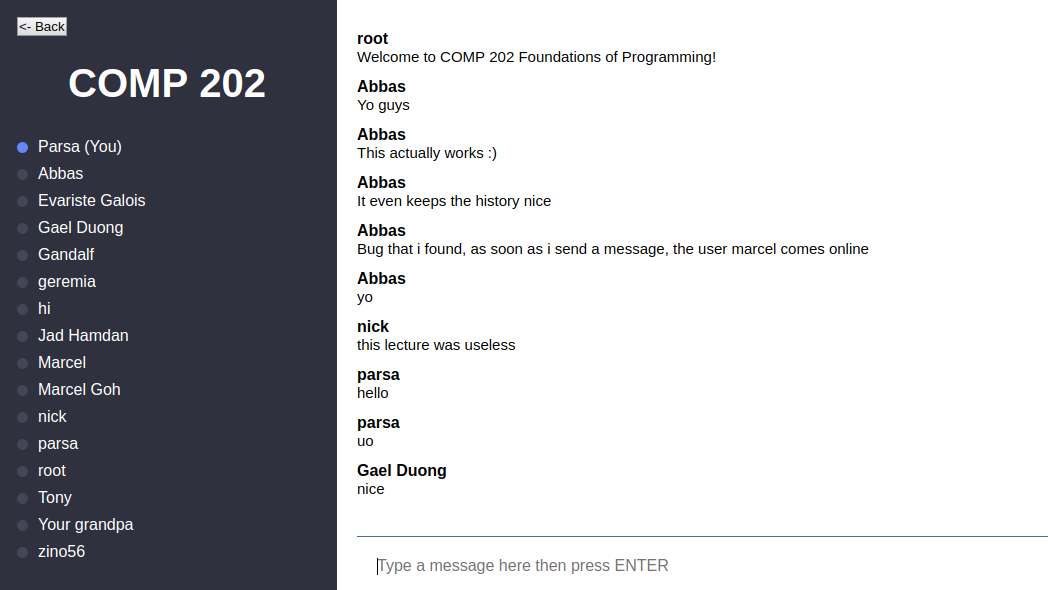 <- Back
COMP 202
Parsa (You)
Abbas
Evariste Galois
Gael Duong
Gandalf
geremia
hi
Jad Hamdan
Marcel
Marcel Goh
nick
parsa
root
Tony
Your grandpa
zino56
root
Welcome to COMP 202 Foundations of Programming!
Abbas
Yo guys
Abbas
This actually works :)
Abbas
It even keeps the history nice
Abbas
Bug that i found, as soon as i send a message, the user marcel comes online
Abbas
yo
nick
this lecture was useless
parsa
hello
parsa
uo
Gael Duong
nice
Type a message here then press ENTER